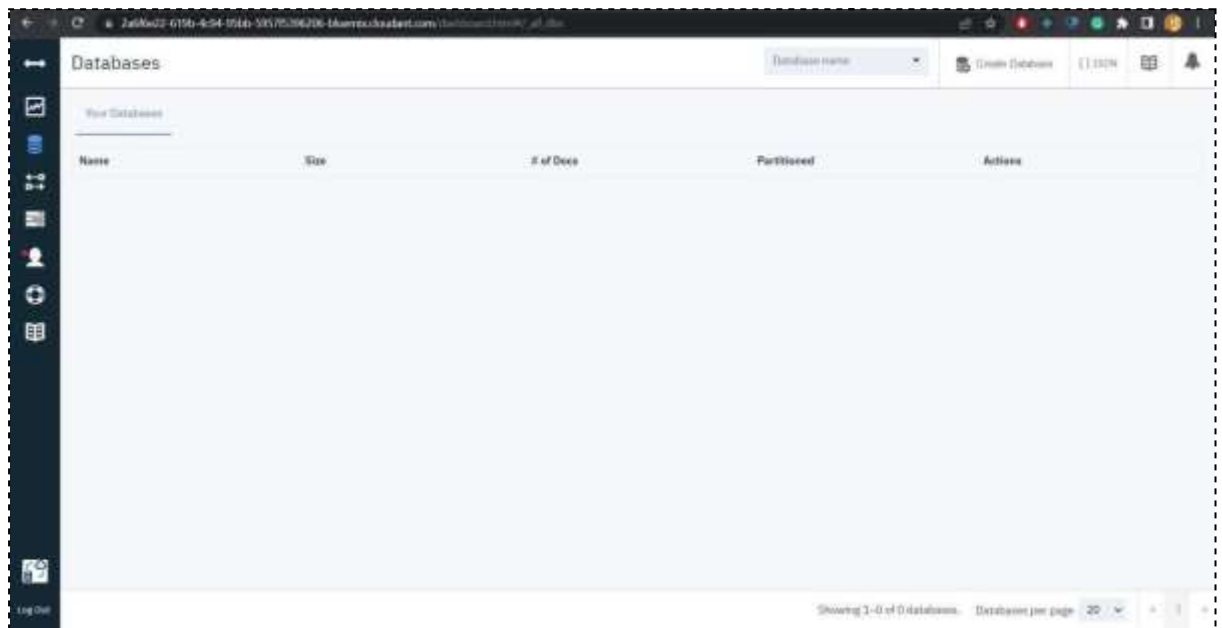 Databases
Database name
Create Database
{ } JSON
Your Databases
Name
Size
# of Docs
Partitioned
Actions
Log Out
Showing 1–0 of 0 databases.
Databases per page
20
1